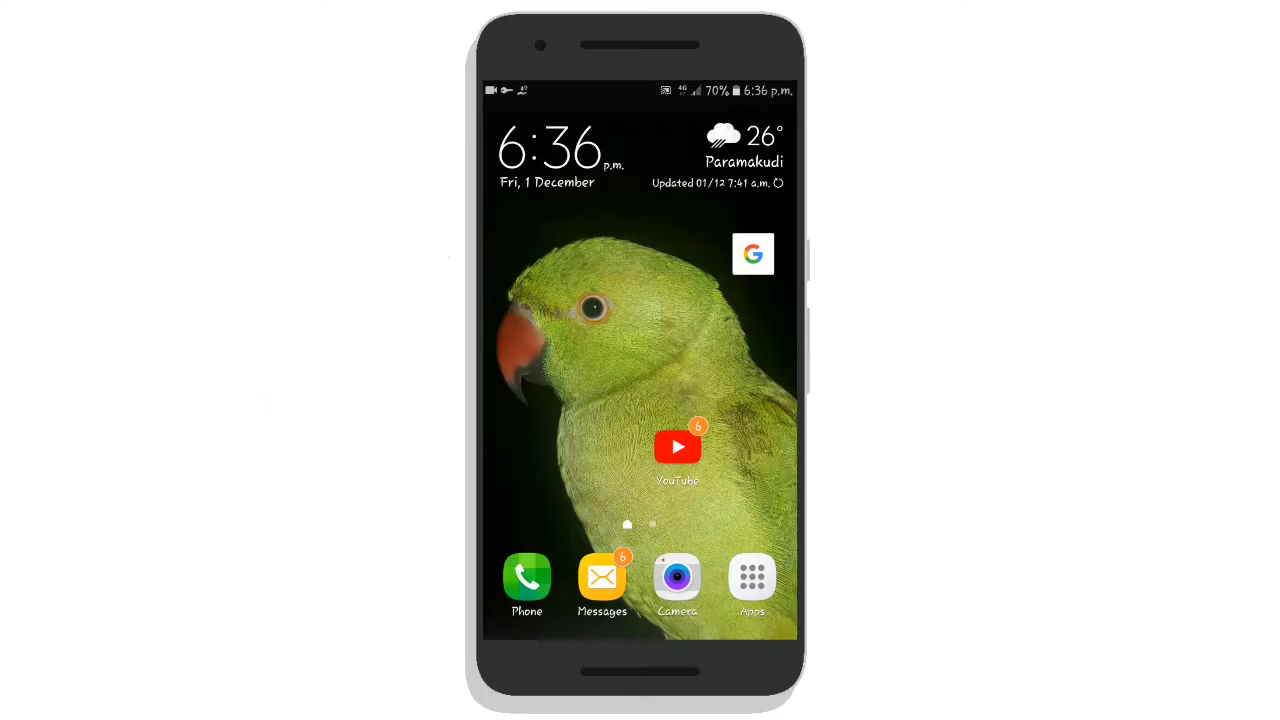 4G 70% 6:36 p.m.
6:36 p.m.
Fri, 1 December
26°
Paramakudi
Updated 01/12 7:41 a.m.
G
6
YouTube
6
Phone
Messages
Camera
Apps